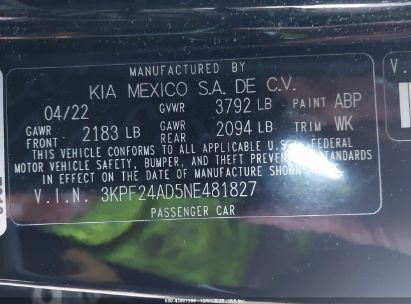 MANUFACTURED BY
KIA MEXICO S.A. DE C.V.
04/22 GVWR 3792 LB PAINT ABP
GAWR FRONT 2183 LB GAWR REAR 2094 LB TRIM WK
THIS VEHICLE CONFORMS TO ALL APPLICABLE U.S. FEDERAL
MOTOR VEHICLE SAFETY, BUMPER, AND THEFT PREVENTION STANDARDS
IN EFFECT ON THE DATE OF MANUFACTURE SHOWN ABOVE.
V.I.N. 3KPF24AD5NE481827
PASSENGER CAR
V.